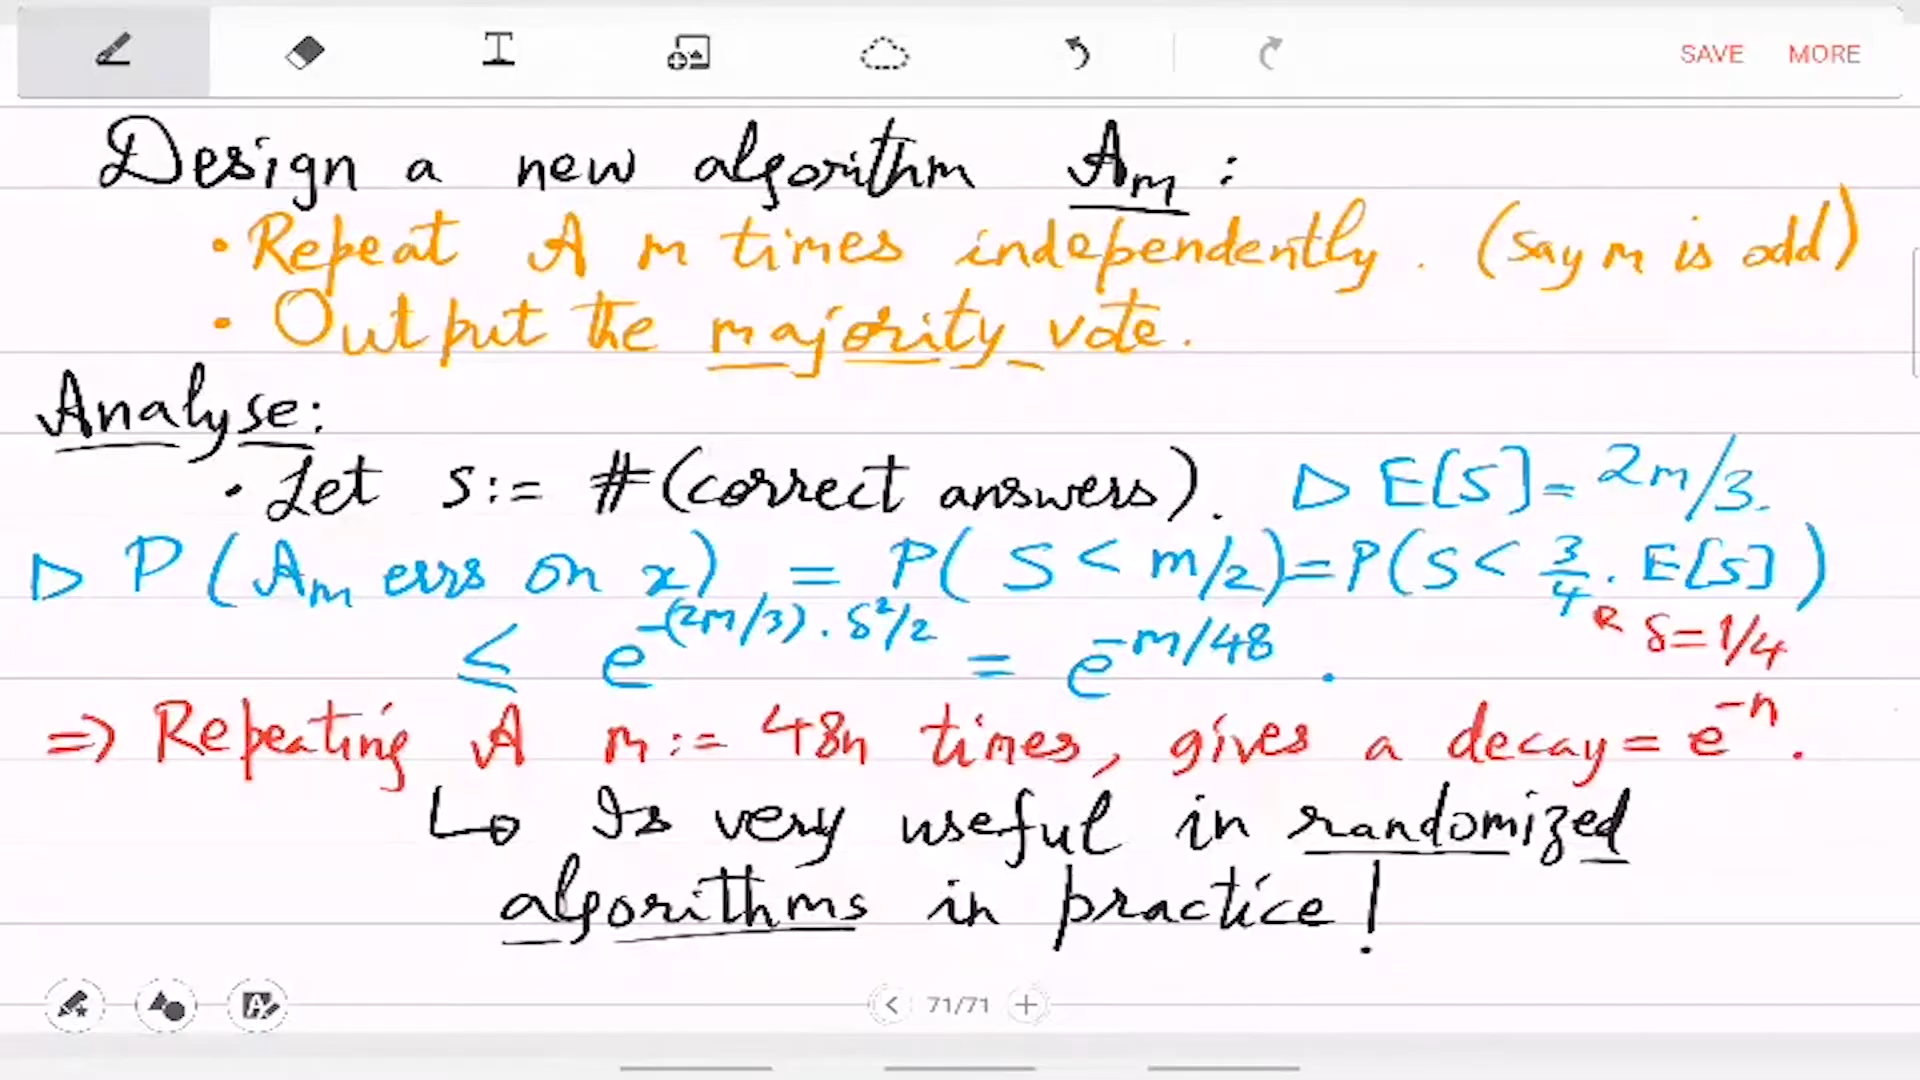 SAVE MORE
Design a new algorithm Am :
• Repeat A m times independently. (say m is odd)
• Output the majority vote.
Analyse:
• Let S := #(correct answers). ▷ E[S] = 2m/3.
▷ P(Am errs on x) = P(S < m/2) = P(S < 3/4 · E[S])
≤ e^-(2m/3)·δ²/2 = e^-m/48 . δ=1/4
⇒ Repeating A m := 48n times, gives a decay = e^-n.
↳ Is very useful in randomized
algorithms in practice!
71/71